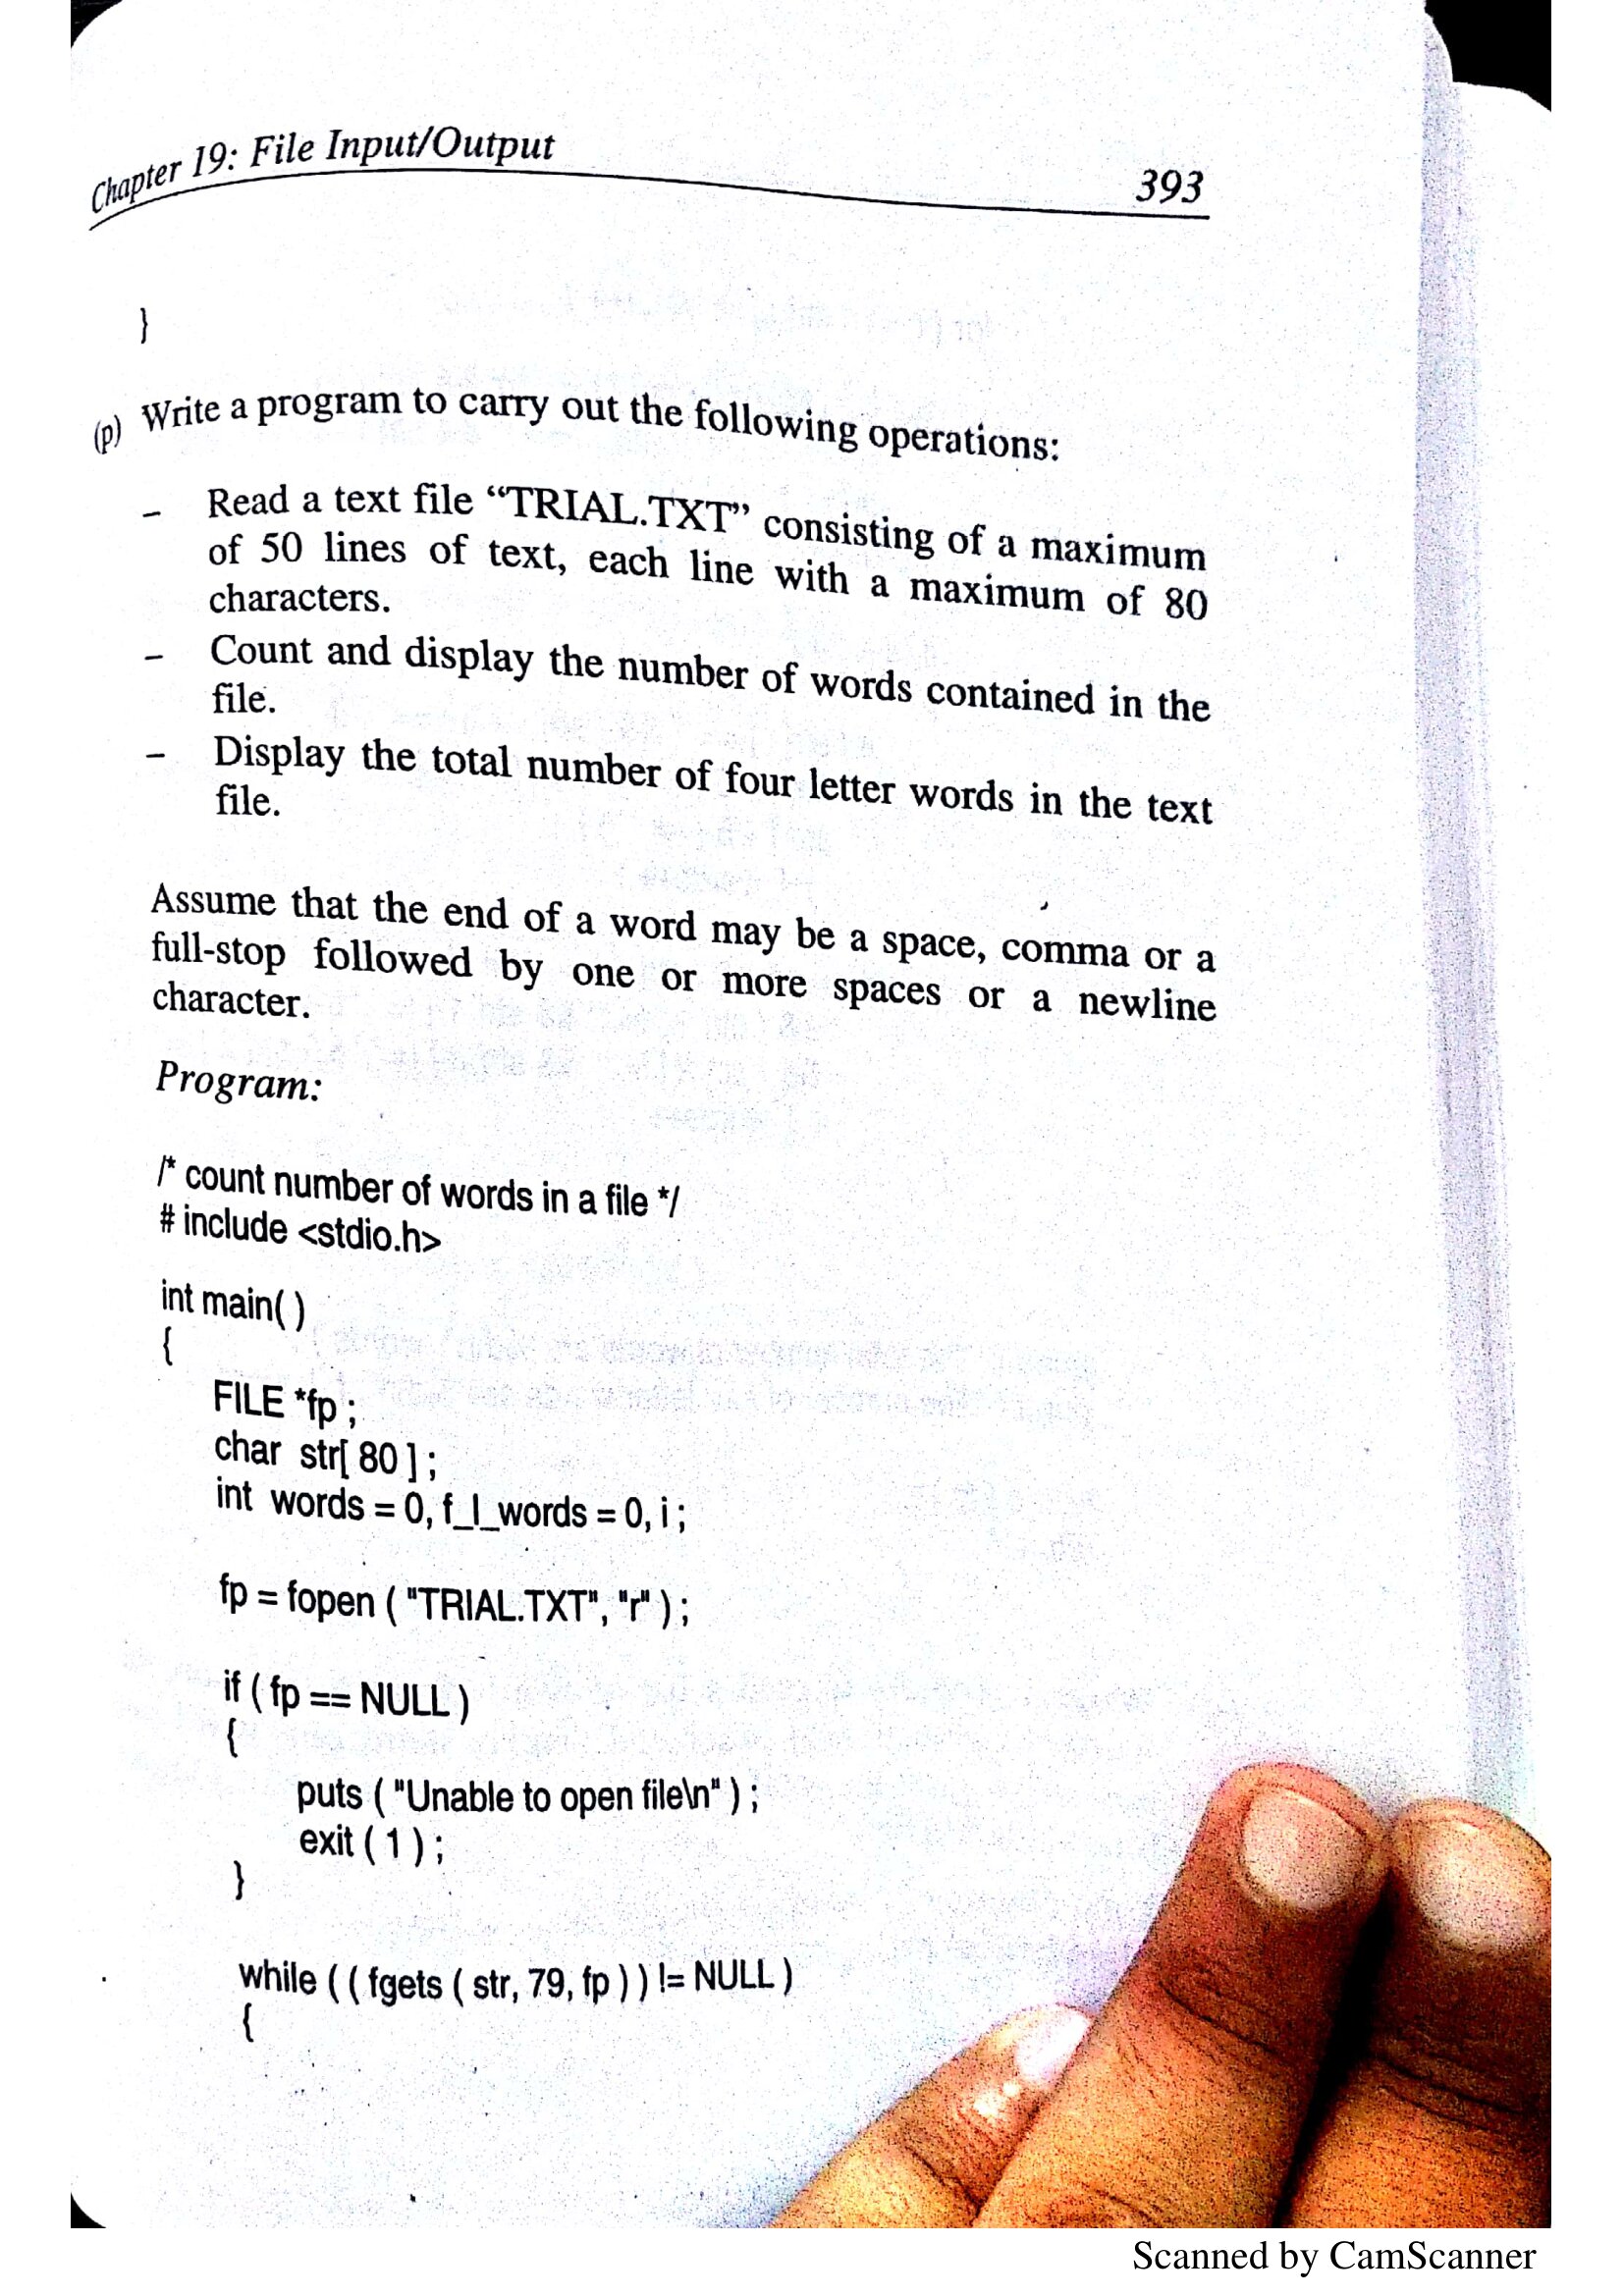 Chapter 19: File Input/Output
393
}
(p) Write a program to carry out the following operations:
– Read a text file “TRIAL.TXT” consisting of a maximum
of 50 lines of text, each line with a maximum of 80
characters.
– Count and display the number of words contained in the
file.
– Display the total number of four letter words in the text
file.
Assume that the end of a word may be a space, comma or a
full-stop followed by one or more spaces or a newline
character.
Program:
/* count number of words in a file */
# include <stdio.h>
int main( )
{
FILE *fp ;
char str[ 80 ] ;
int words = 0, f_l_words = 0, i ;
fp = fopen ( "TRIAL.TXT", "r" ) ;
if ( fp == NULL )
{
puts ( "Unable to open file\n" ) ;
exit ( 1 ) ;
}
while ( ( fgets ( str, 79, fp ) ) != NULL )
{
Scanned by CamScanner